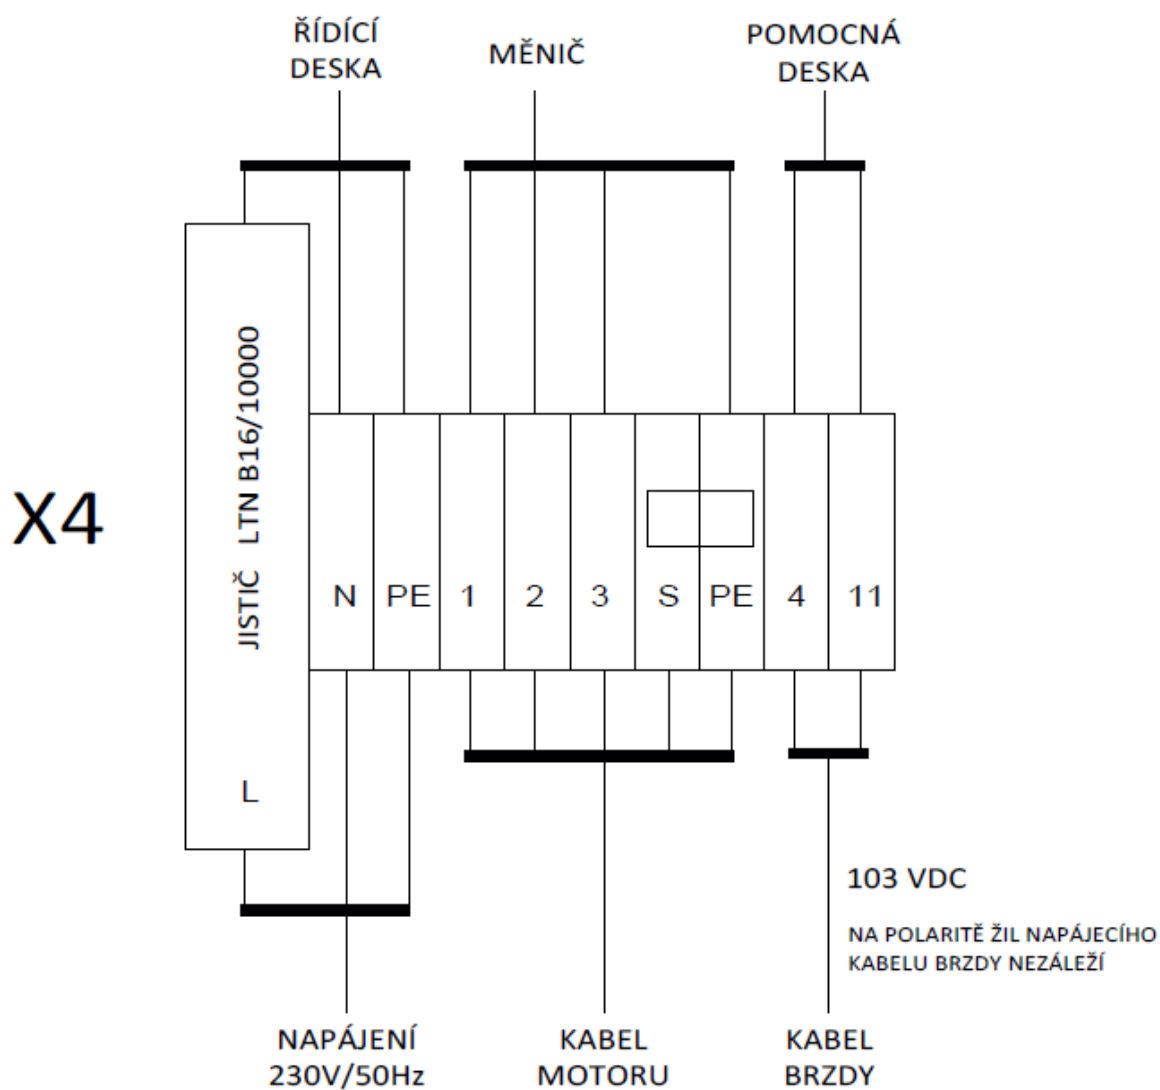 ŘÍDÍCÍ
DESKA
MĚNIČ
POMOCNÁ
DESKA
X4
JISTIČ LTN B16/10000
L
N PE 1 2 3 S PE 4 11
103 VDC
NA POLARITĚ ŽIL NAPÁJECÍHO
KABELU BRZDY NEZÁLEŽÍ
NAPÁJENÍ
230V/50Hz
KABEL
MOTORU
KABEL
BRZDY